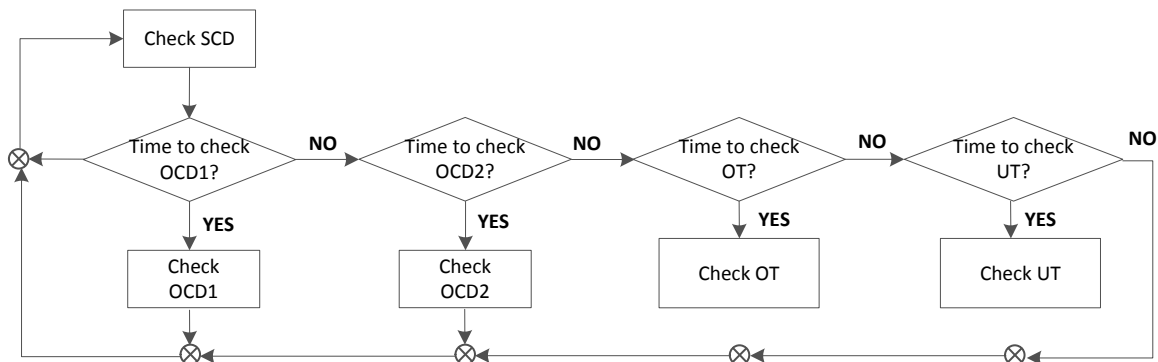 Check SCD
Time to check
OCD1?
NO
Time to check
OCD2?
NO
Time to check
OT?
NO
Time to check
UT?
NO
YES
YES
YES
YES
Check
OCD1
Check
OCD2
Check OT
Check UT